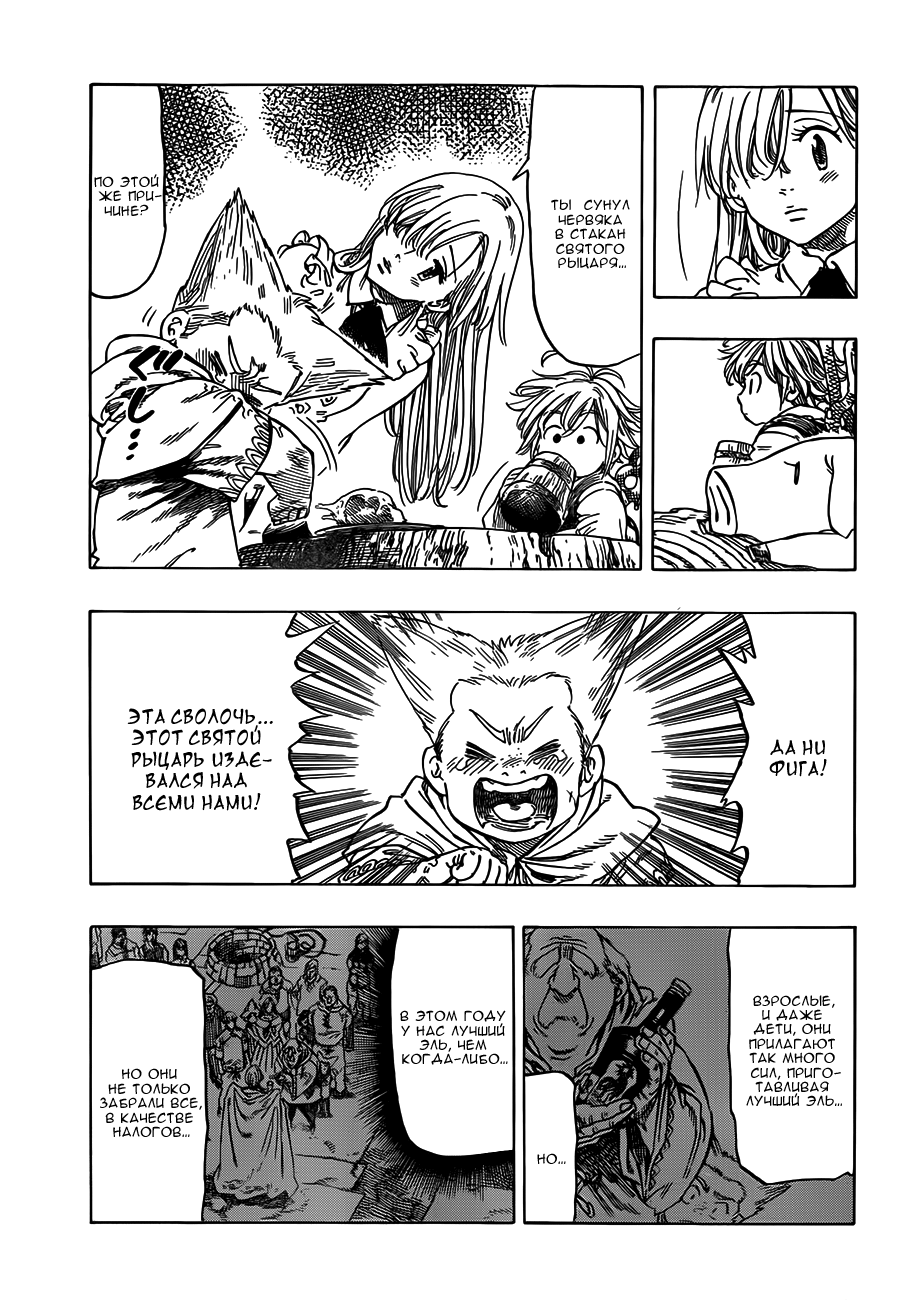 ТЫ СУНУЛ
ЧЕРВЯКА
В СТАКАН
СВЯТОГО
РЫЦАРЯ...
ПО ЭТОЙ
ЖЕ ПРИ-
ЧИНЕ?
ДА НИ
ФИГА!
ЭТА СВОЛОЧЬ...
ЭТОТ СВЯТОЙ
РЫЦАРЬ ИЗДЕ-
ВАЛСЯ НАД
ВСЕМИ НАМИ!
ВЗРОСЛЫЕ,
И ДАЖЕ
ДЕТИ, ОНИ
ПРИЛАГАЮТ
ТАК МНОГО
СИЛ, ПРИГО-
ТАВЛИВАЯ
ЛУЧШИЙ ЭЛЬ...
НО...
В ЭТОМ ГОДУ
У НАС ЛУЧШИЙ
ЭЛЬ, ЧЕМ
КОГДА-ЛИБО...
НО ОНИ
НЕ ТОЛЬКО
ЗАБРАЛИ ВСЕ,
В КАЧЕСТВЕ
НАЛОГОВ...